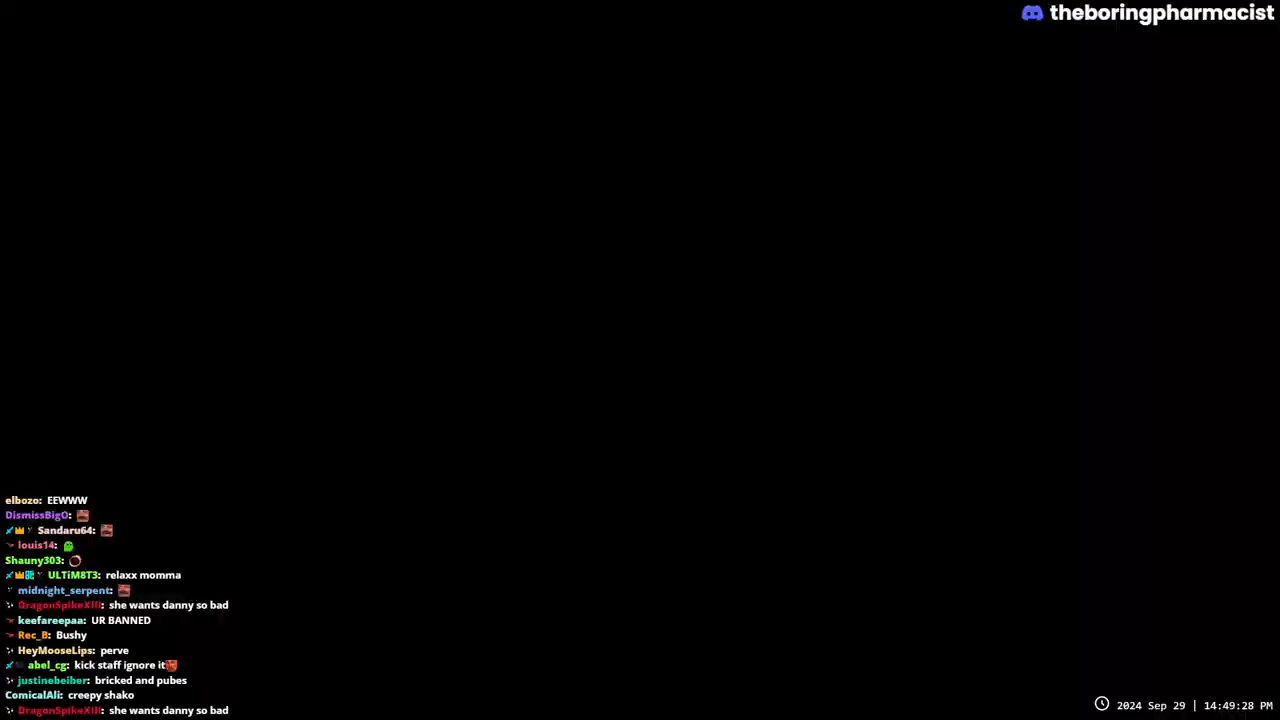 theboringpharmacist
elbozo: EEWWW
DismissBigO:
Sandaru64:
louis14:
Shauny303:
ULTiM8T3: relaxx momma
midnight_serpent:
DragonSpikeXIII: she wants danny so bad
keefareepaa: UR BANNED
Rec_B: Bushy
HeyMooseLips: perve
abel_cg: kick staff ignore it
justinebeiber: bricked and pubes
ComicalAli: creepy shako
DragonSpikeXIII: she wants danny so bad
2024 Sep 29 | 14:49:28 PM